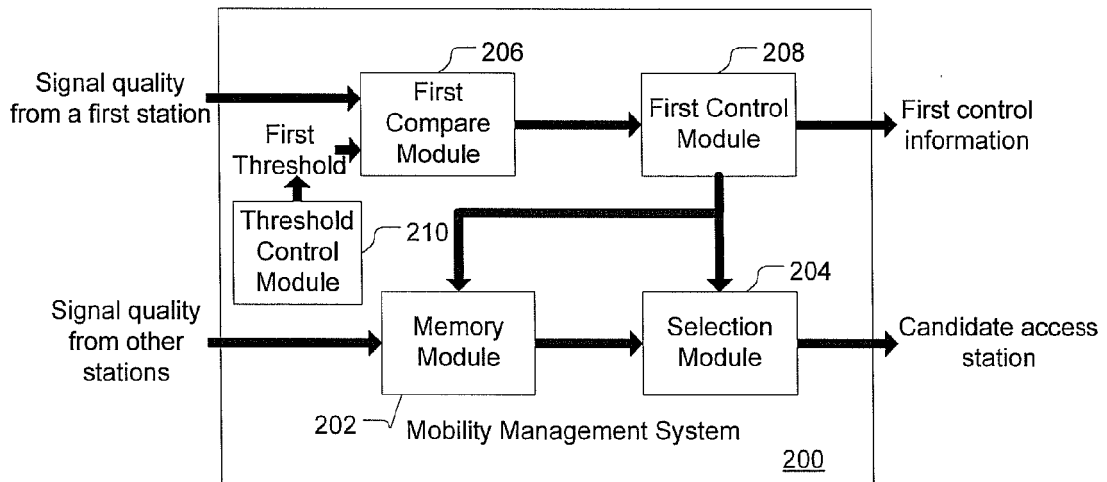 206
208
Signal quality
from a first station
First
Compare
Module
First Control
Module
First control
information
First
Threshold
Threshold
Control
Module
210
204
Signal quality
from other
stations
Memory
Module
Selection
Module
Candidate access
station
202
Mobility Management System
200